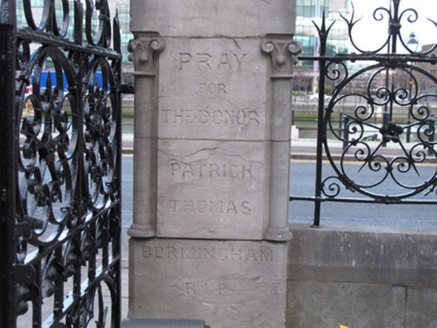 PRAY
FOR
THE DONOR
PATRICK
THOMAS
BERMINGHAM.
R.I.P.